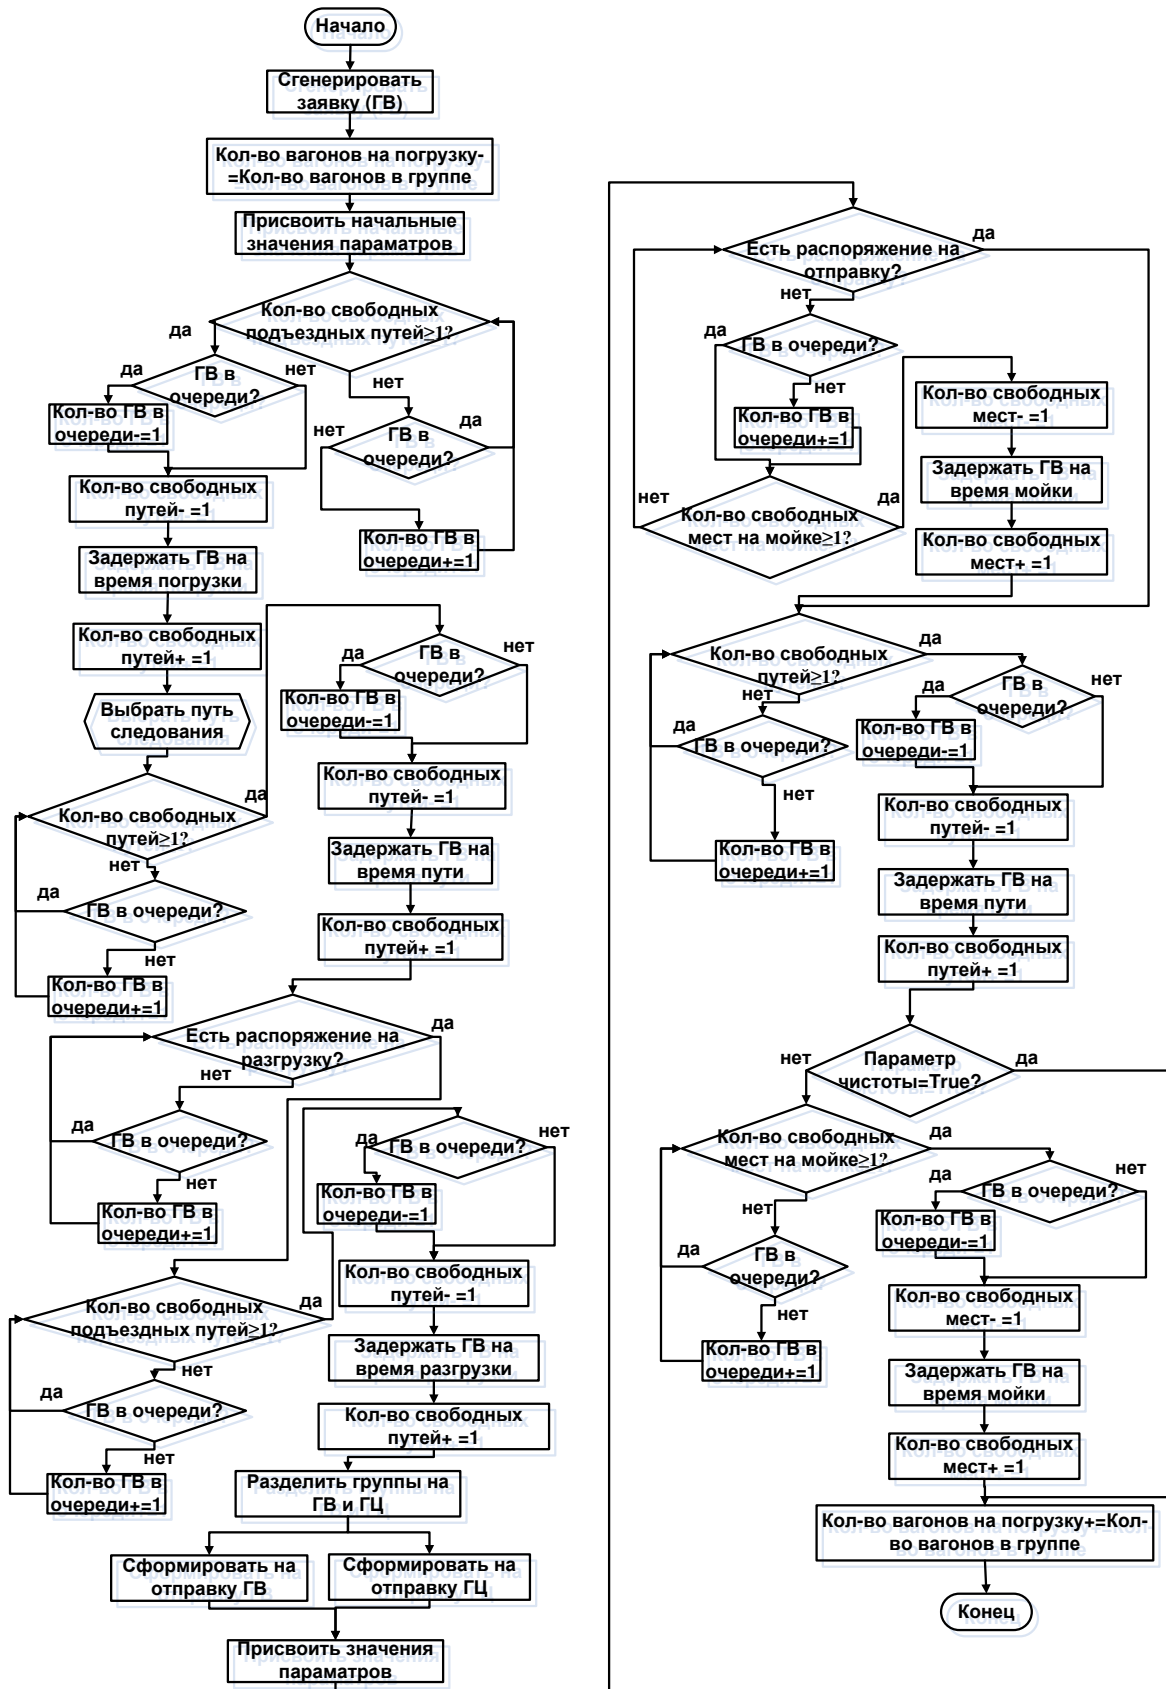 Начало
Сгенерировать
заявку (ГВ)
Кол-во вагонов на погрузку-
=Кол-во вагонов в группе
Присвоить начальные
значения параматров
Кол-во свободных
подъездных путей≥1?
да
нет
ГВ в
очереди?
да
нет
Кол-во ГВ в
очереди-=1
ГВ в
очереди?
нет
да
Кол-во ГВ в
очереди+=1
Кол-во свободных
путей- =1
Задержать ГВ на
время погрузки
Кол-во свободных
путей+ =1
Выбрать путь
следования
Кол-во свободных
путей≥1?
да
нет
ГВ в очереди?
да
нет
Кол-во ГВ в
очереди+=1
ГВ в
очереди?
да
нет
Кол-во ГВ в
очереди-=1
Кол-во свободных
путей- =1
Задержать ГВ на
время пути
Кол-во свободных
путей+ =1
Есть распоряжение на
разгрузку?
да
нет
ГВ в очереди?
да
нет
Кол-во ГВ в
очереди+=1
Кол-во свободных
подъездных путей≥1?
да
нет
ГВ в очереди?
да
нет
Кол-во ГВ в
очереди+=1
ГВ в очереди?
да
нет
Кол-во ГВ в
очереди-=1
Кол-во свободных
путей- =1
Задержать ГВ на
время разгрузки
Кол-во свободных
путей+ =1
Разделить группы на
ГВ и ГЦ
Сформировать на
отправку ГВ
Сформировать на
отправку ГЦ
Присвоить значения
параматров
Есть распоряжение на
отправку?
да
нет
ГВ в очереди?
да
нет
Кол-во ГВ в
очереди+=1
Кол-во свободных
мест на мойке≥1?
нет
да
Кол-во свободных
мест- =1
Задержать ГВ на
время мойки
Кол-во свободных
мест+ =1
Кол-во свободных
путей≥1?
да
нет
ГВ в очереди?
да
нет
Кол-во ГВ в
очереди+=1
ГВ в
очереди?
да
нет
Кол-во ГВ в
очереди-=1
Кол-во свободных
путей- =1
Задержать ГВ на
время пути
Кол-во свободных
путей+ =1
Параметр
чистоты=True?
нет
да
Кол-во свободных
мест на мойке≥1?
да
нет
ГВ в
очереди?
да
нет
Кол-во ГВ в
очереди+=1
ГВ в очереди?
да
нет
Кол-во ГВ в
очереди-=1
Кол-во свободных
мест- =1
Задержать ГВ на
время мойки
Кол-во свободных
мест+ =1
Кол-во вагонов на погрузку+=Кол-
во вагонов в группе
Конец